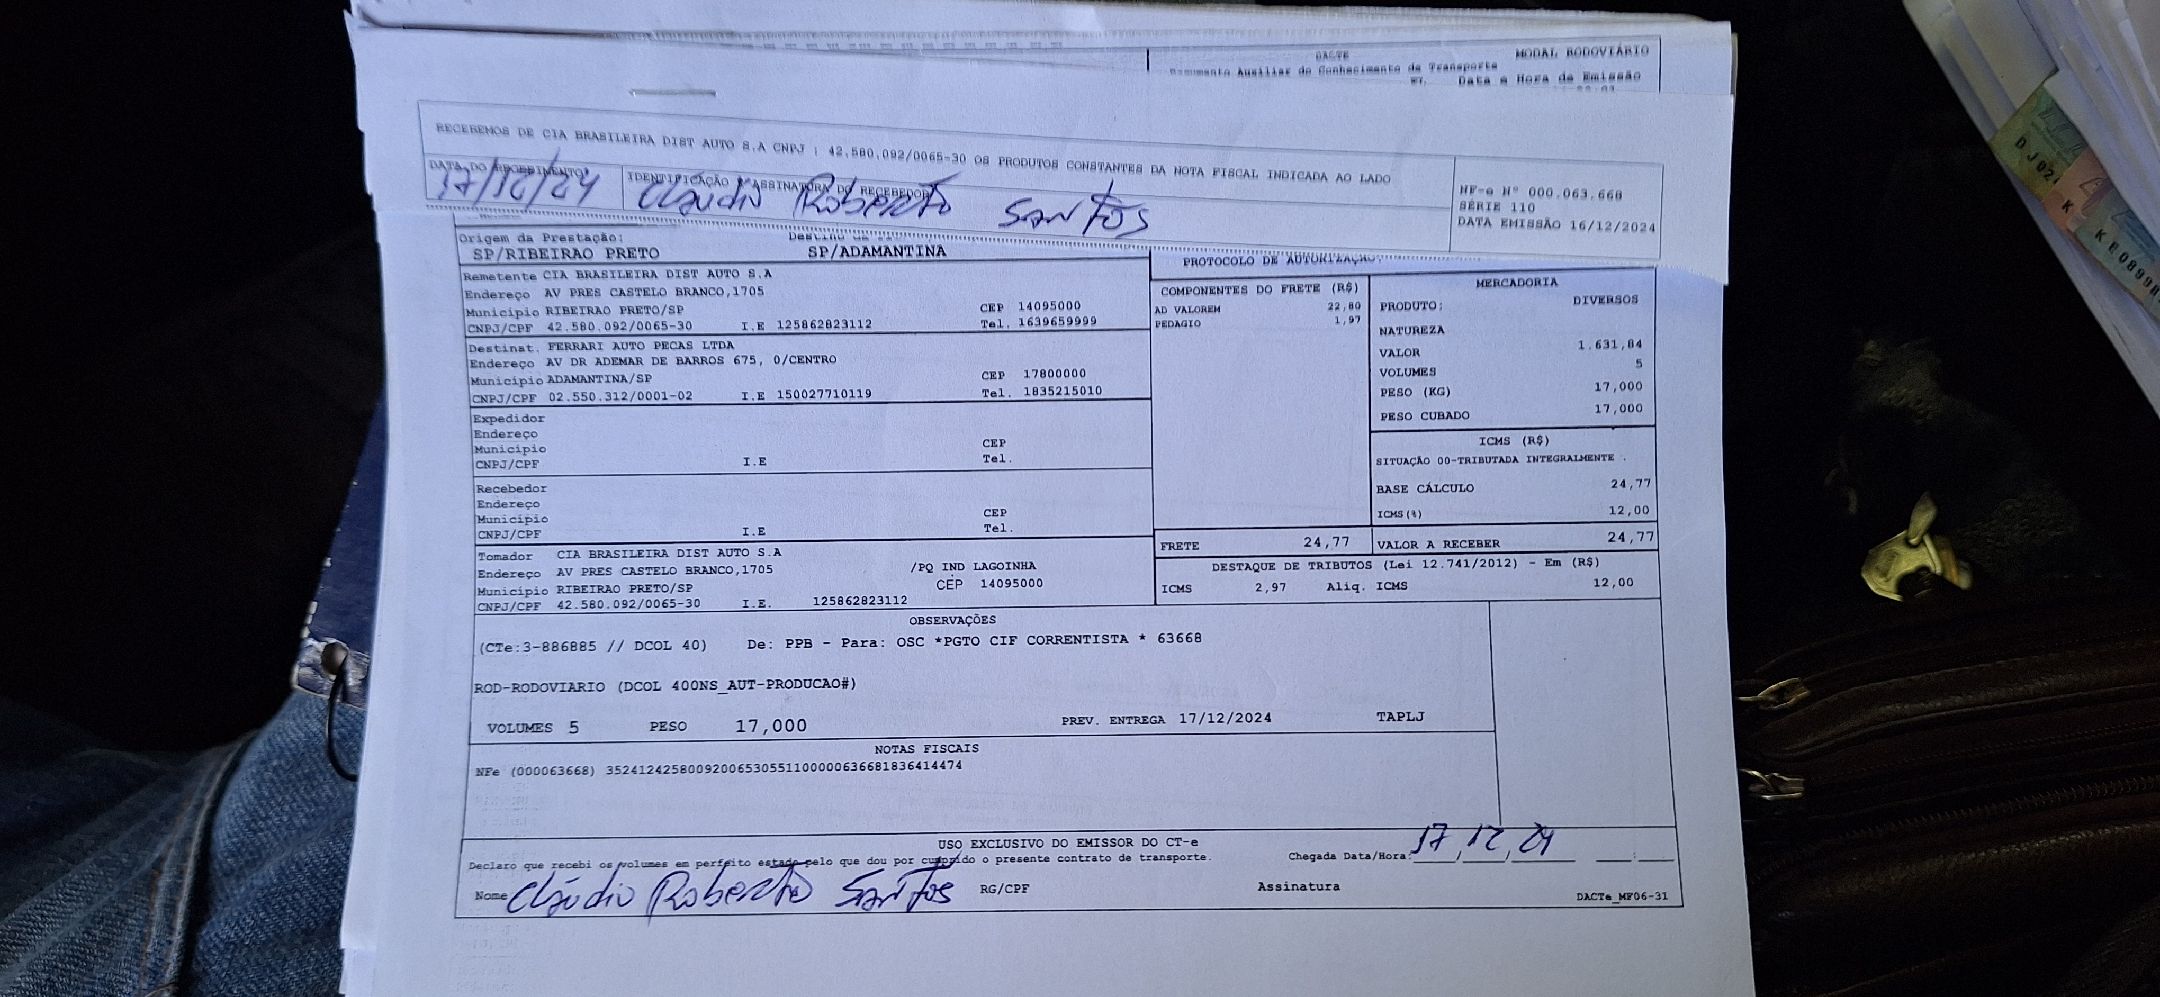 DACTE
MODAL RODOVIÁRIO
Documento Auxiliar do Conhecimento de Transporte
Data e Hora de Emissão
RECEBEMOS DE CIA BRASILEIRA DIST AUTO S.A CNPJ : 42.580.092/0065-30 OS PRODUTOS CONSTANTES DA NOTA FISCAL INDICADA AO LADO
DATA DO RECEBIMENTO
IDENTIFICAÇÃO E ASSINATURA DO RECEBEDOR
17/12/24
Cláudio Roberto Santos
NF-e Nº 000.063.668
SÉRIE 110
DATA EMISSÃO 16/12/2024
Origem da Prestação:
SP/RIBEIRAO PRETO
SP/ADAMANTINA
Remetente CIA BRASILEIRA DIST AUTO S.A
Endereço AV PRES CASTELO BRANCO,1705
Município RIBEIRAO PRETO/SP CEP 14095000
CNPJ/CPF 42.580.092/0065-30 I.E 125862823112 Tel. 1639659999
Destinat. FERRARI AUTO PECAS LTDA
Endereço AV DR ADEMAR DE BARROS 675, 0/CENTRO
Município ADAMANTINA/SP CEP 17800000
CNPJ/CPF 02.550.312/0001-02 I.E 150027710119 Tel. 1835215010
Expedidor
Endereço
Município CEP
CNPJ/CPF I.E Tel.
Recebedor
Endereço
Município CEP
CNPJ/CPF I.E Tel.
Tomador CIA BRASILEIRA DIST AUTO S.A
Endereço AV PRES CASTELO BRANCO,1705 /PQ IND LAGOINHA
Município RIBEIRAO PRETO/SP CEP 14095000
CNPJ/CPF 42.580.092/0065-30 I.E. 125862823112
PROTOCOLO DE AUTORIZAÇÃO:
COMPONENTES DO FRETE (R$)
AD VALOREM 22,80
PEDAGIO 1,97
FRETE 24,77
MERCADORIA
PRODUTO: DIVERSOS
NATUREZA
VALOR 1.631,84
VOLUMES 5
PESO (KG) 17,000
PESO CUBADO 17,000
ICMS (R$)
SITUAÇÃO 00-TRIBUTADA INTEGRALMENTE .
BASE CÁLCULO 24,77
ICMS(%) 12,00
VALOR A RECEBER 24,77
DESTAQUE DE TRIBUTOS (Lei 12.741/2012) - Em (R$)
ICMS 2,97 Aliq. ICMS 12,00
OBSERVAÇÕES
(CTe:3-886885 // DCOL 40) De: PPB - Para: OSC *PGTO CIF CORRENTISTA * 63668
ROD-RODOVIARIO (DCOL 400NS_AUT-PRODUCAO#)
VOLUMES 5 PESO 17,000 PREV. ENTREGA 17/12/2024 TAPLJ
NOTAS FISCAIS
NFe (000063668) 35241242580092006530551100000636681836414474
USO EXCLUSIVO DO EMISSOR DO CT-e
Declaro que recebi os volumes em perfeito estado pelo que dou por cumprido o presente contrato de transporte.
Chegada Data/Hora: 17/12/24
Nome Cláudio Roberto Santos RG/CPF Assinatura
DACTe_MF06-31